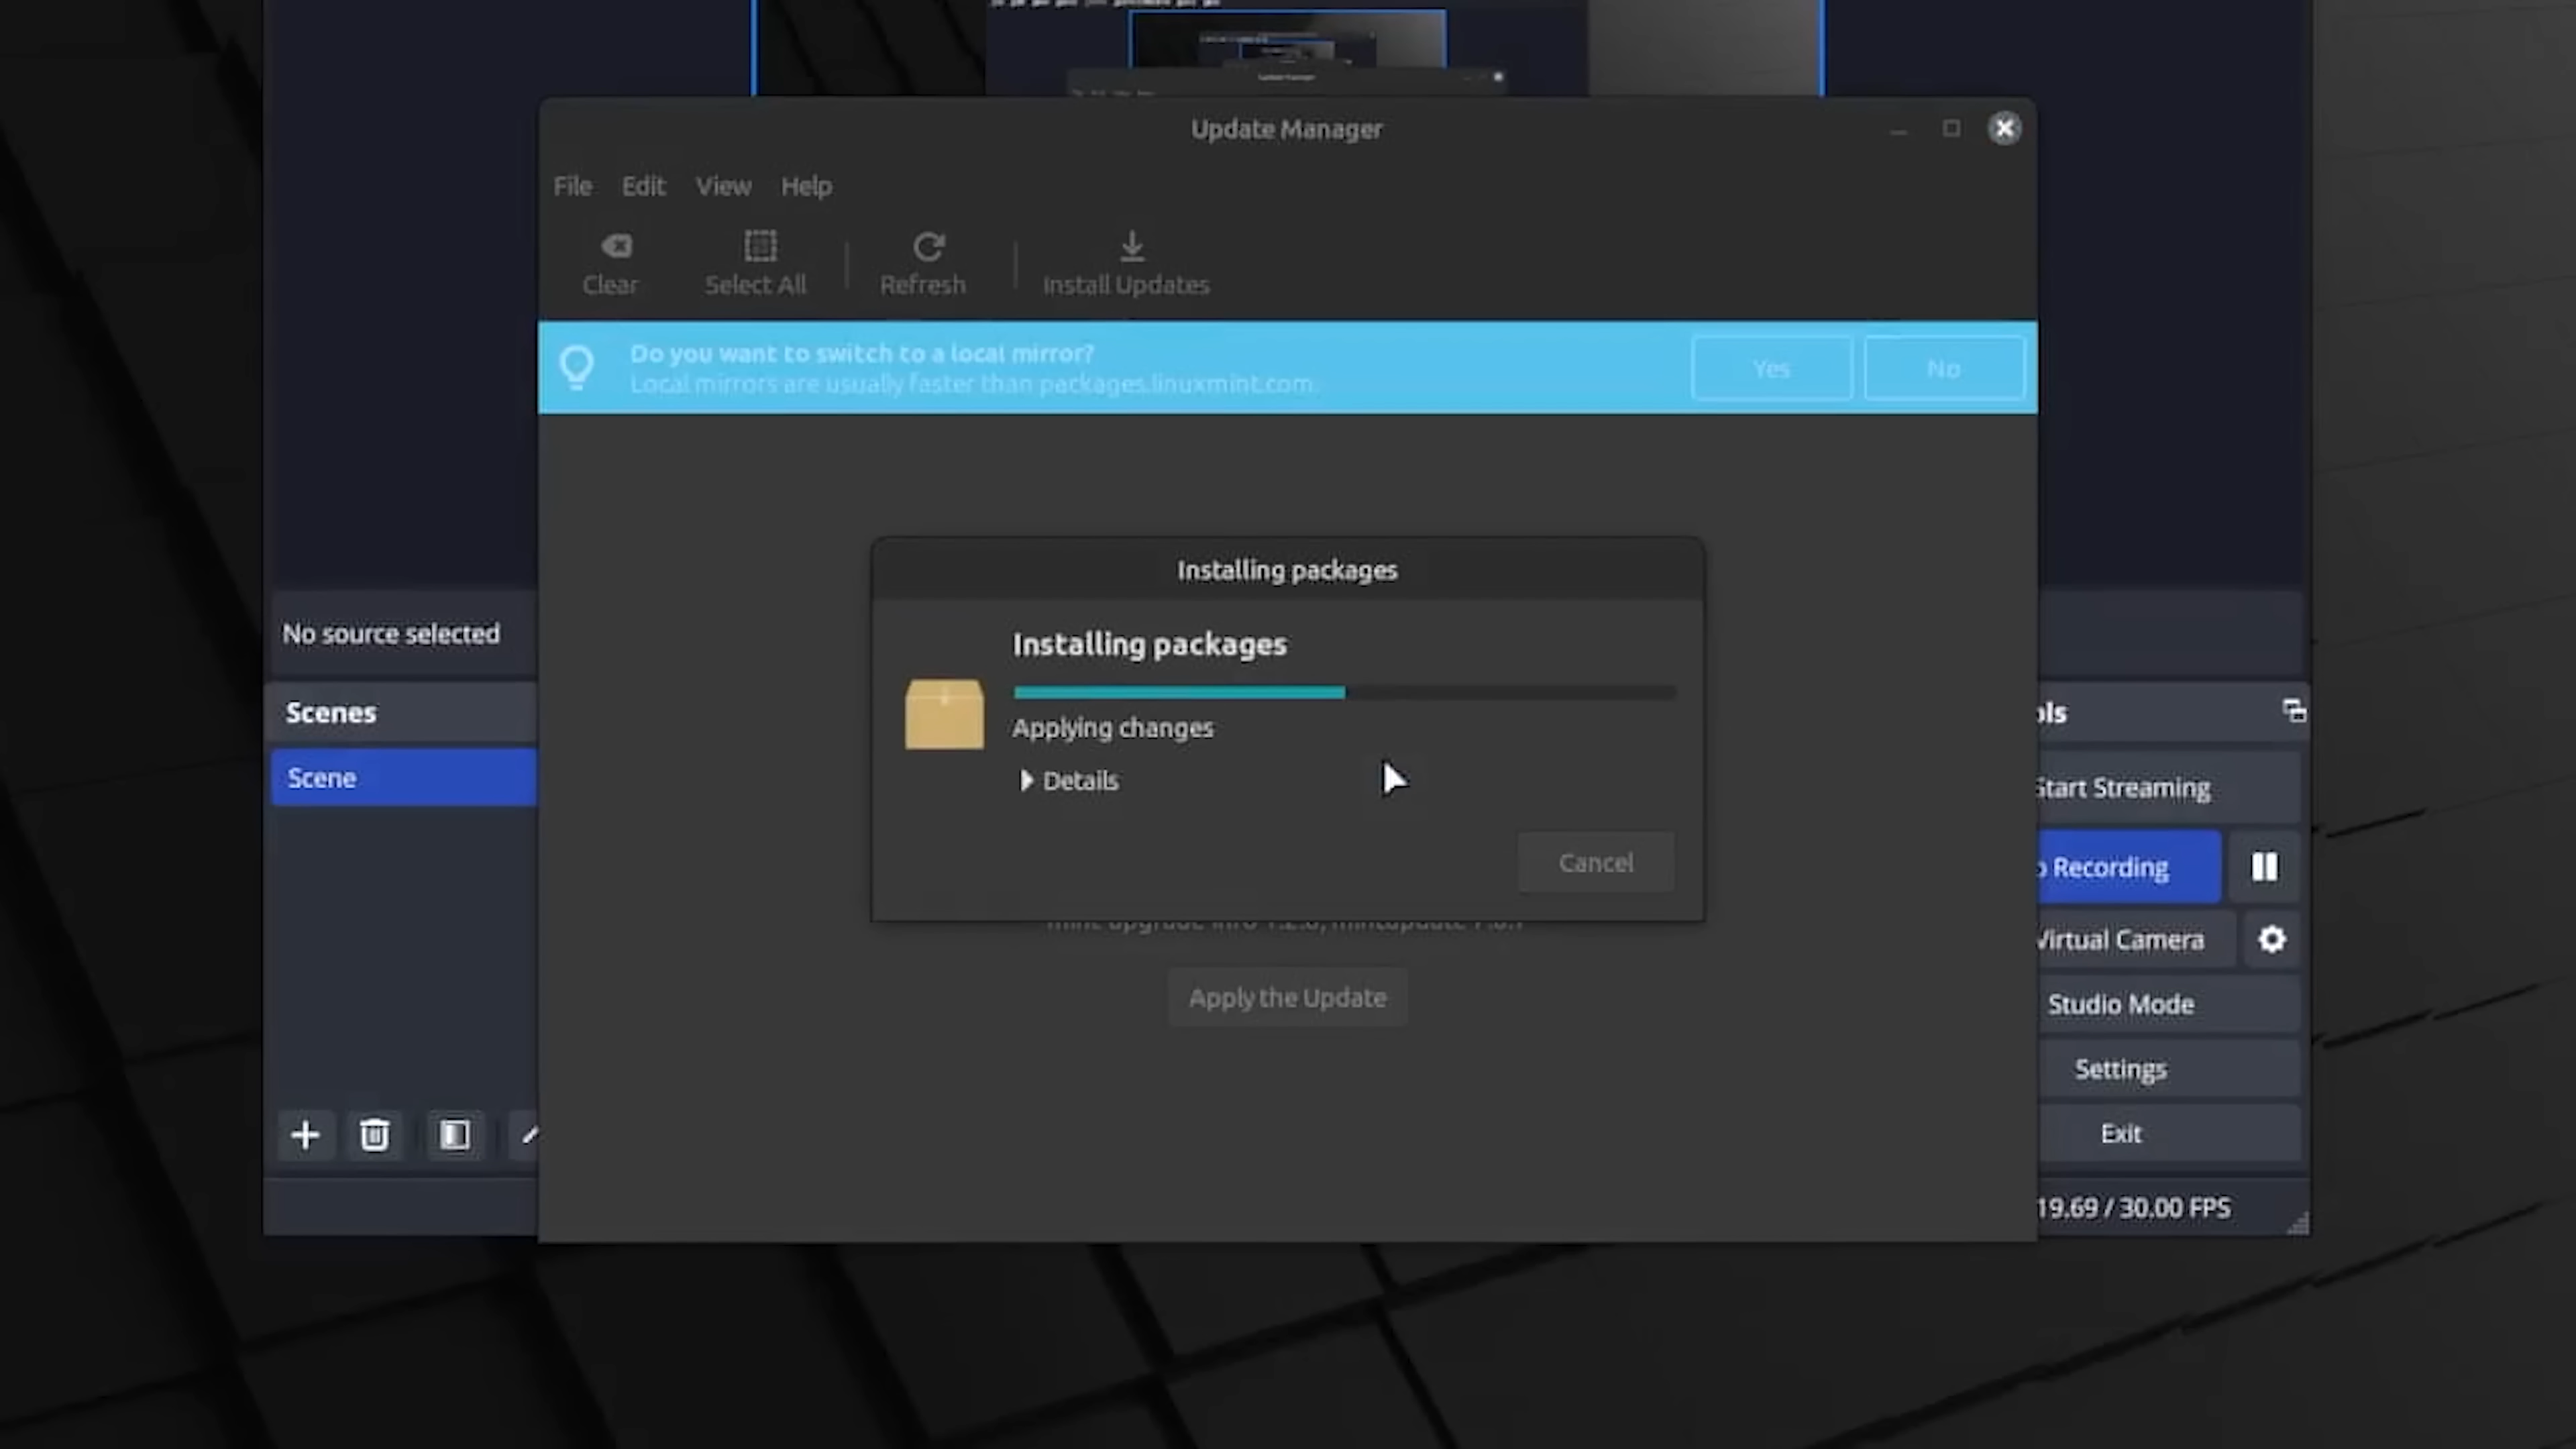 Update Manager
File Edit View Help
Clear Select All Refresh Install Updates
Do you want to switch to a local mirror?
Local mirrors are usually faster than packages.linuxmint.com.
Yes No
Installing packages
Installing packages
Applying changes
Details
Cancel
Apply the Update
No source selected
Scenes
Scene
Start Streaming
Recording
Virtual Camera
Studio Mode
Settings
Exit
19.69 / 30.00 FPS